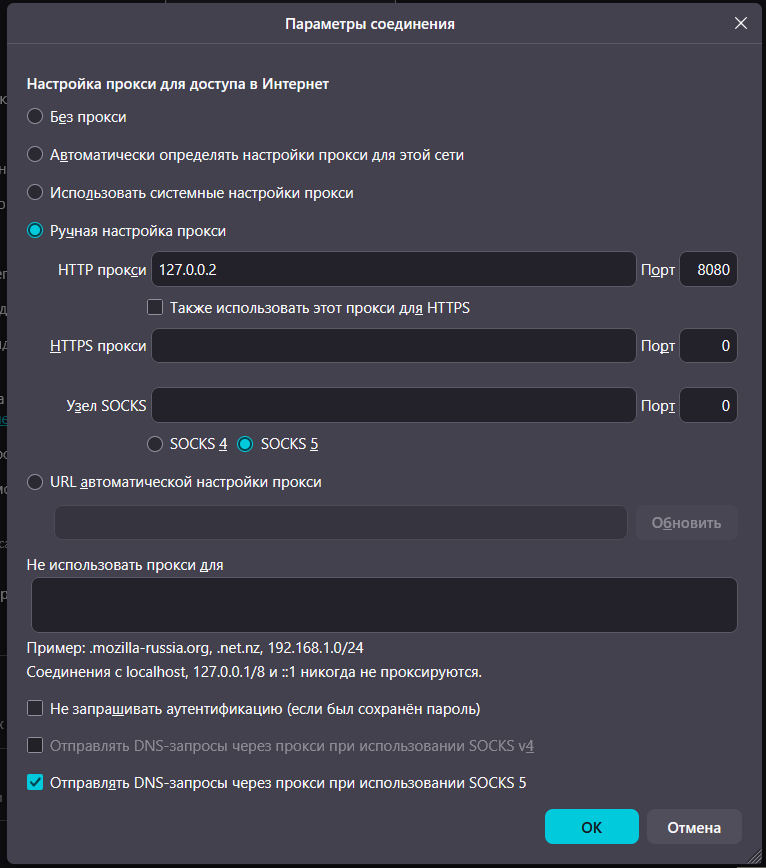 Параметры соединения
Настройка прокси для доступа в Интернет
Без прокси
Автоматически определять настройки прокси для этой сети
Использовать системные настройки прокси
Ручная настройка прокси
HTTP прокси 127.0.0.2 Порт 8080
Также использовать этот прокси для HTTPS
HTTPS прокси Порт 0
Узел SOCKS Порт 0
SOCKS 4 SOCKS 5
URL автоматической настройки прокси
Обновить
Не использовать прокси для
Пример: .mozilla-russia.org, .net.nz, 192.168.1.0/24
Соединения с localhost, 127.0.0.1/8 и ::1 никогда не проксируются.
Не запрашивать аутентификацию (если был сохранён пароль)
Отправлять DNS-запросы через прокси при использовании SOCKS v4
Отправлять DNS-запросы через прокси при использовании SOCKS 5
ОК Отмена